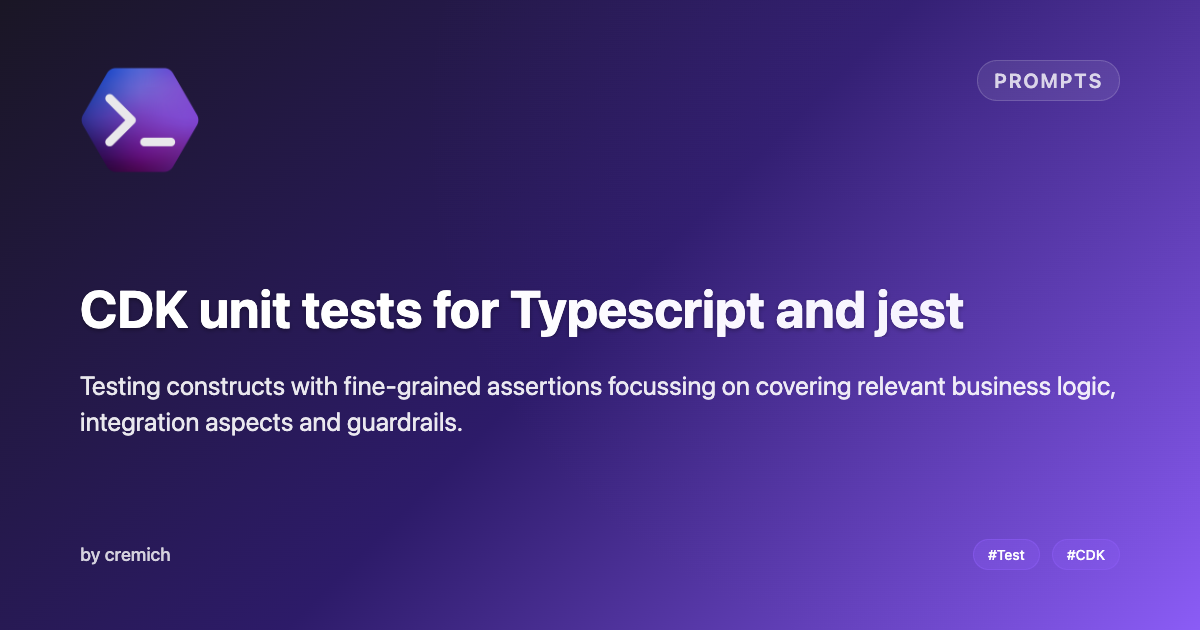 PROMPTS
CDK unit tests for Typescript and jest
Testing constructs with fine-grained assertions focussing on covering relevant business logic,
integration aspects and guardrails.
by cremich
#Test
#CDK